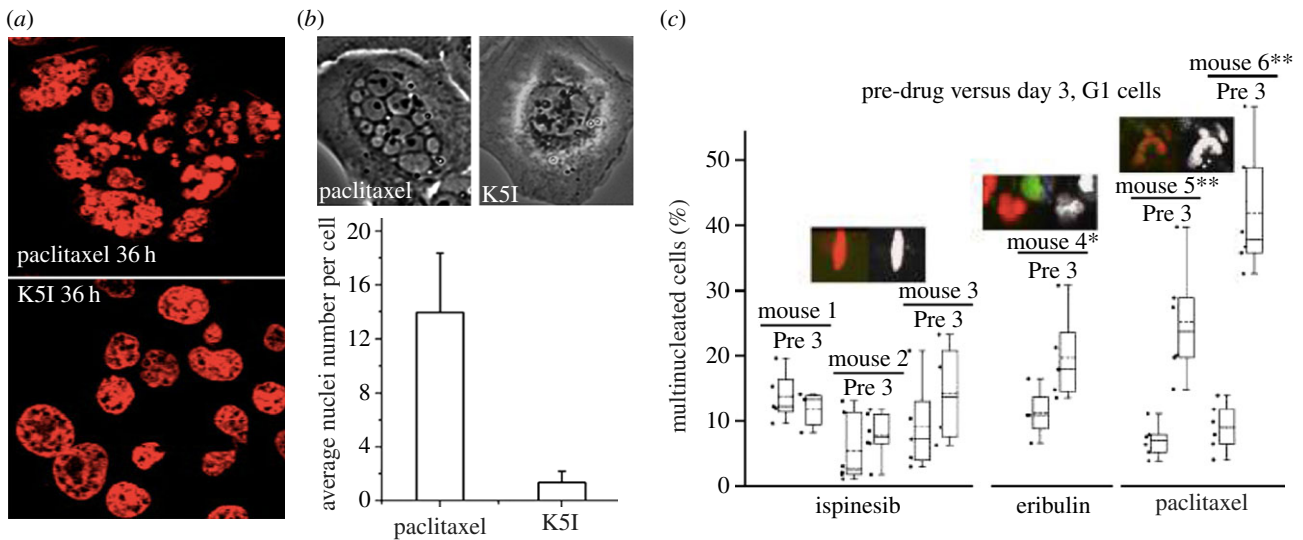 (a)
paclitaxel 36 h
K5I 36 h
(b)
paclitaxel
K5I
average nuclei number per cell
20
16
12
8
4
0
paclitaxel
K5I
(c)
pre-drug versus day 3, G1 cells
multinucleated cells (%)
50
40
30
20
10
0
mouse 1
Pre 3
mouse 2
Pre 3
mouse 3
Pre 3
mouse 4*
Pre 3
mouse 5**
Pre 3
mouse 6**
Pre 3
ispinesib
eribulin
paclitaxel